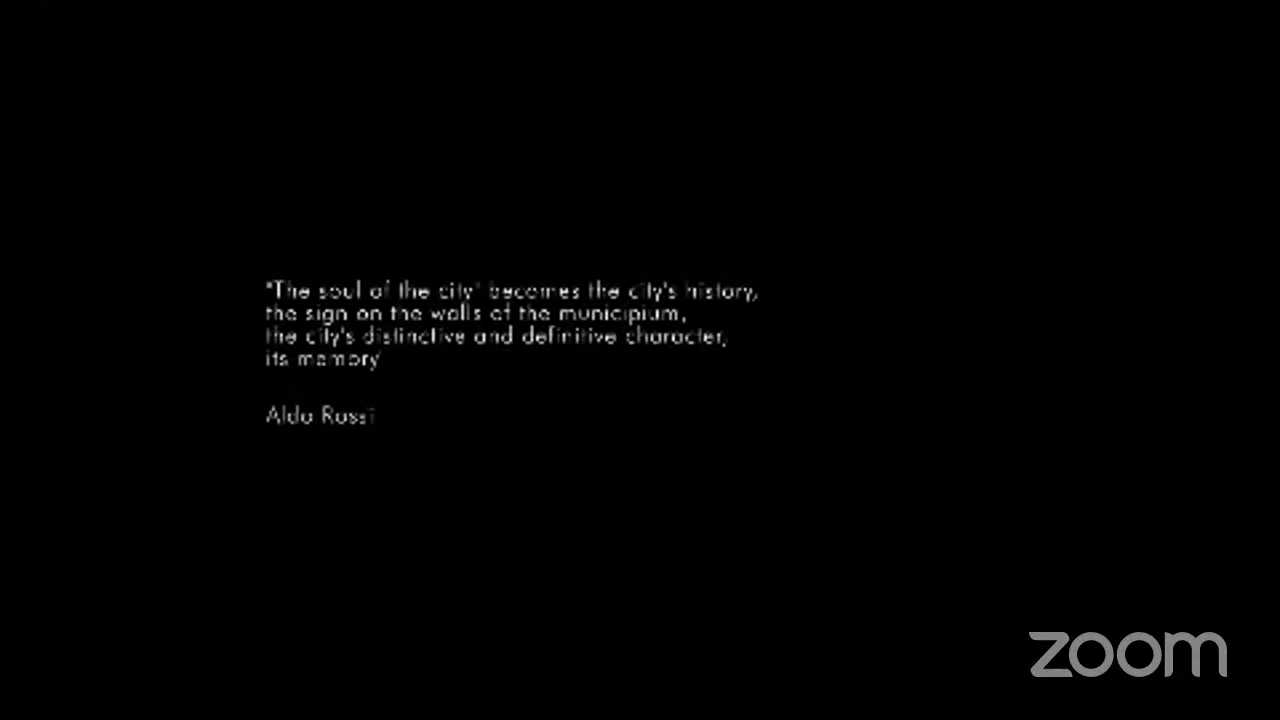 "The soul of the city" becomes the city's history,
the sign on the walls of the municipium,
the city's distinctive and definitive character,
its memory
Aldo Rossi
zoom